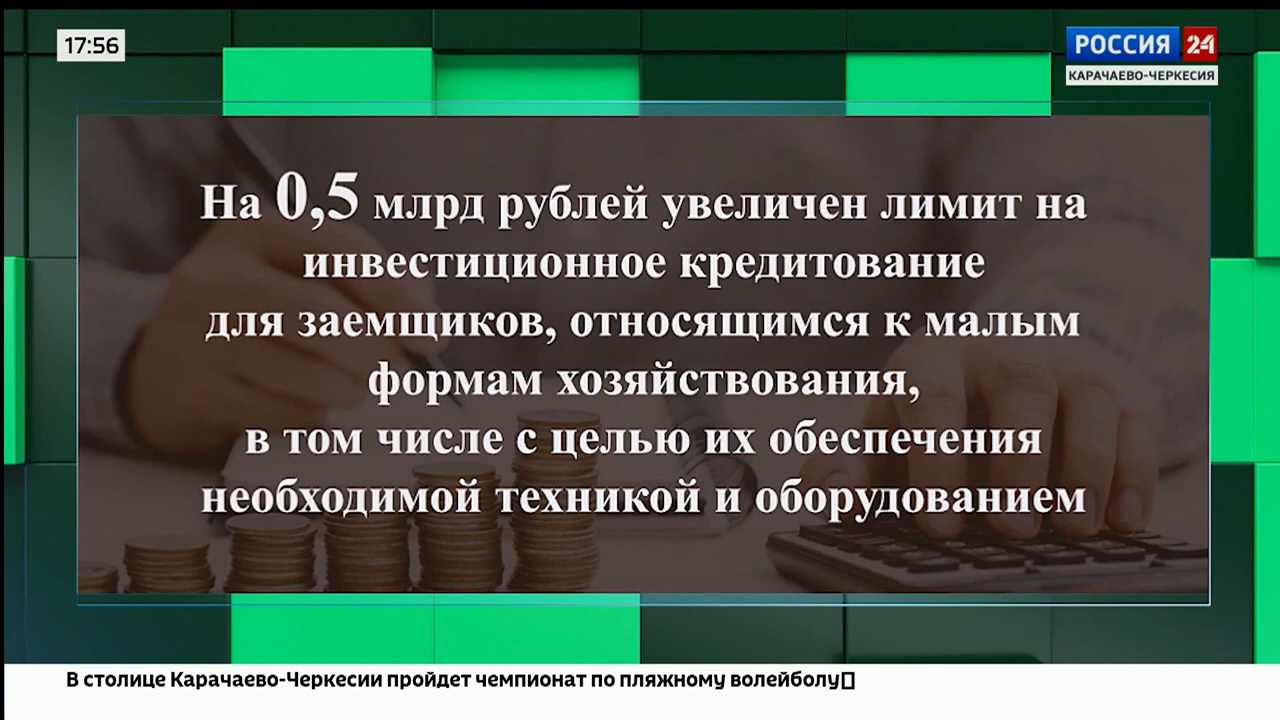 17:56
РОССИЯ 24
КАРАЧАЕВО-ЧЕРКЕСИЯ
На 0,5 млрд рублей увеличен лимит на
инвестиционное кредитование
для заемщиков, относящимся к малым
формам хозяйствования,
в том числе с целью их обеспечения
необходимой техникой и оборудованием
В столице Карачаево-Черкесии пройдет чемпионат по пляжному волейболу